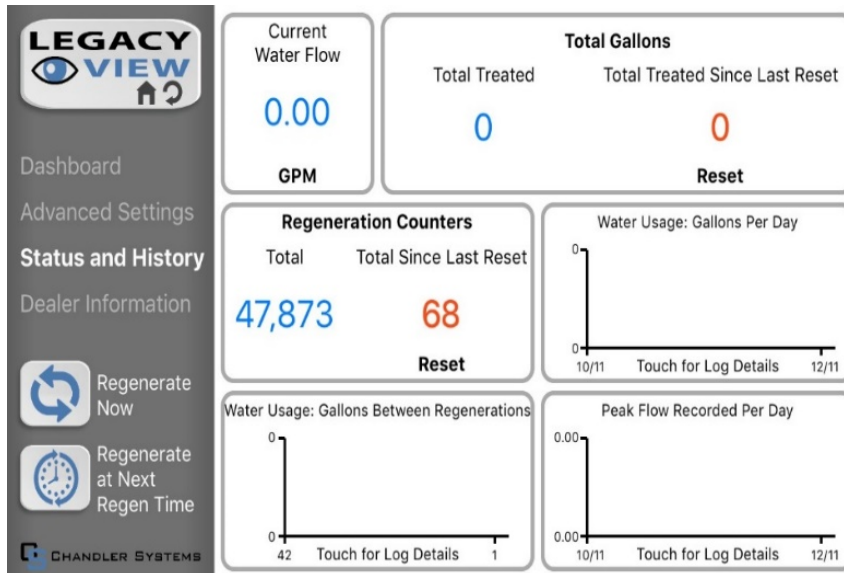 LEGACY
VIEW
Dashboard
Advanced Settings
Status and History
Dealer Information
Regenerate
Now
Regenerate
at Next
Regen Time
CHANDLER SYSTEMS
Current
Water Flow
0.00
GPM
Total Gallons
Total Treated
Total Treated Since Last Reset
0
0
Reset
Regeneration Counters
Total
Total Since Last Reset
47,873
68
Reset
Water Usage: Gallons Per Day
0
0
10/11
Touch for Log Details
12/11
Water Usage: Gallons Between Regenerations
0
0
42
Touch for Log Details
1
Peak Flow Recorded Per Day
0.00
0.00
10/11
Touch for Log Details
12/11